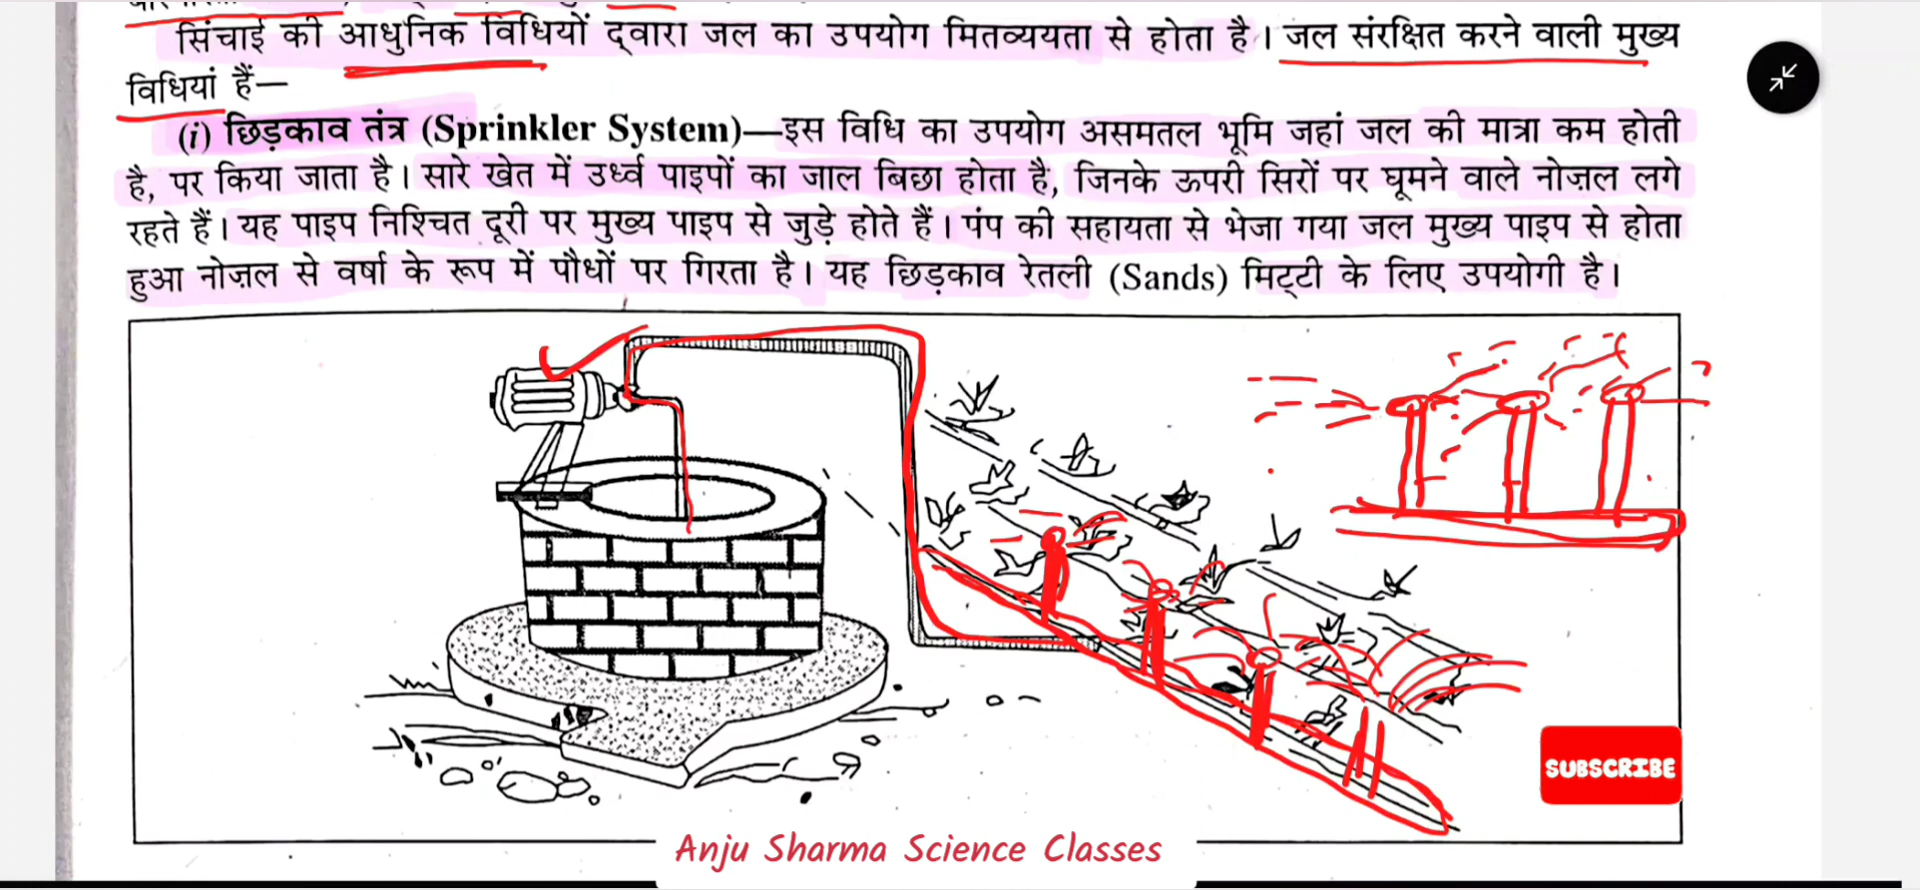 सिंचाई की आधुनिक विधियों द्वारा जल का उपयोग मितव्ययता से होता है। जल संरक्षित करने वाली मुख्य
विधियां हैं—
(i) छिड़काव तंत्र (Sprinkler System)—इस विधि का उपयोग असमतल भूमि जहां जल की मात्रा कम होती
है, पर किया जाता है। सारे खेत में उर्ध्व पाइपों का जाल बिछा होता है, जिनके ऊपरी सिरों पर घूमने वाले नोज़ल लगे
रहते हैं। यह पाइप निश्चित दूरी पर मुख्य पाइप से जुड़े होते हैं। पंप की सहायता से भेजा गया जल मुख्य पाइप से होता
हुआ नोज़ल से वर्षा के रूप में पौधों पर गिरता है। यह छिड़काव रेतली (Sands) मिट्टी के लिए उपयोगी है।
SUBSCRIBE
Anju Sharma Science Classes